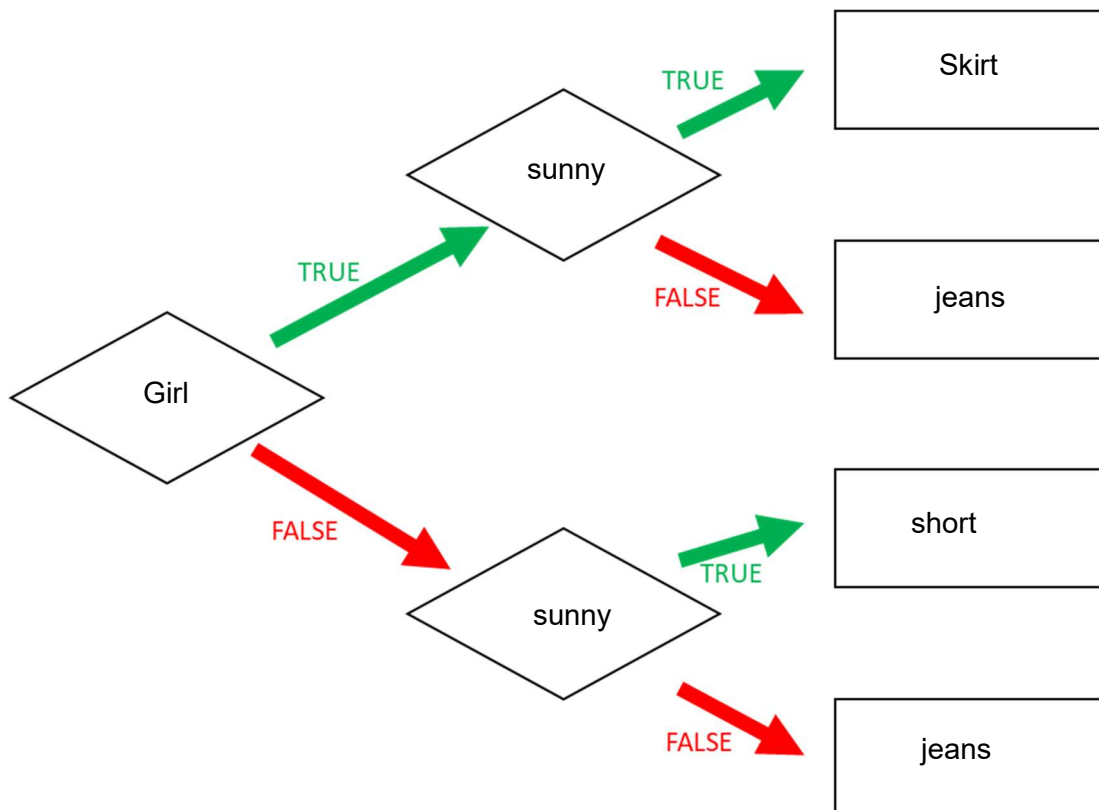 Skirt
TRUE
sunny
TRUE
FALSE
jeans
Girl
FALSE
short
TRUE
sunny
FALSE
jeans